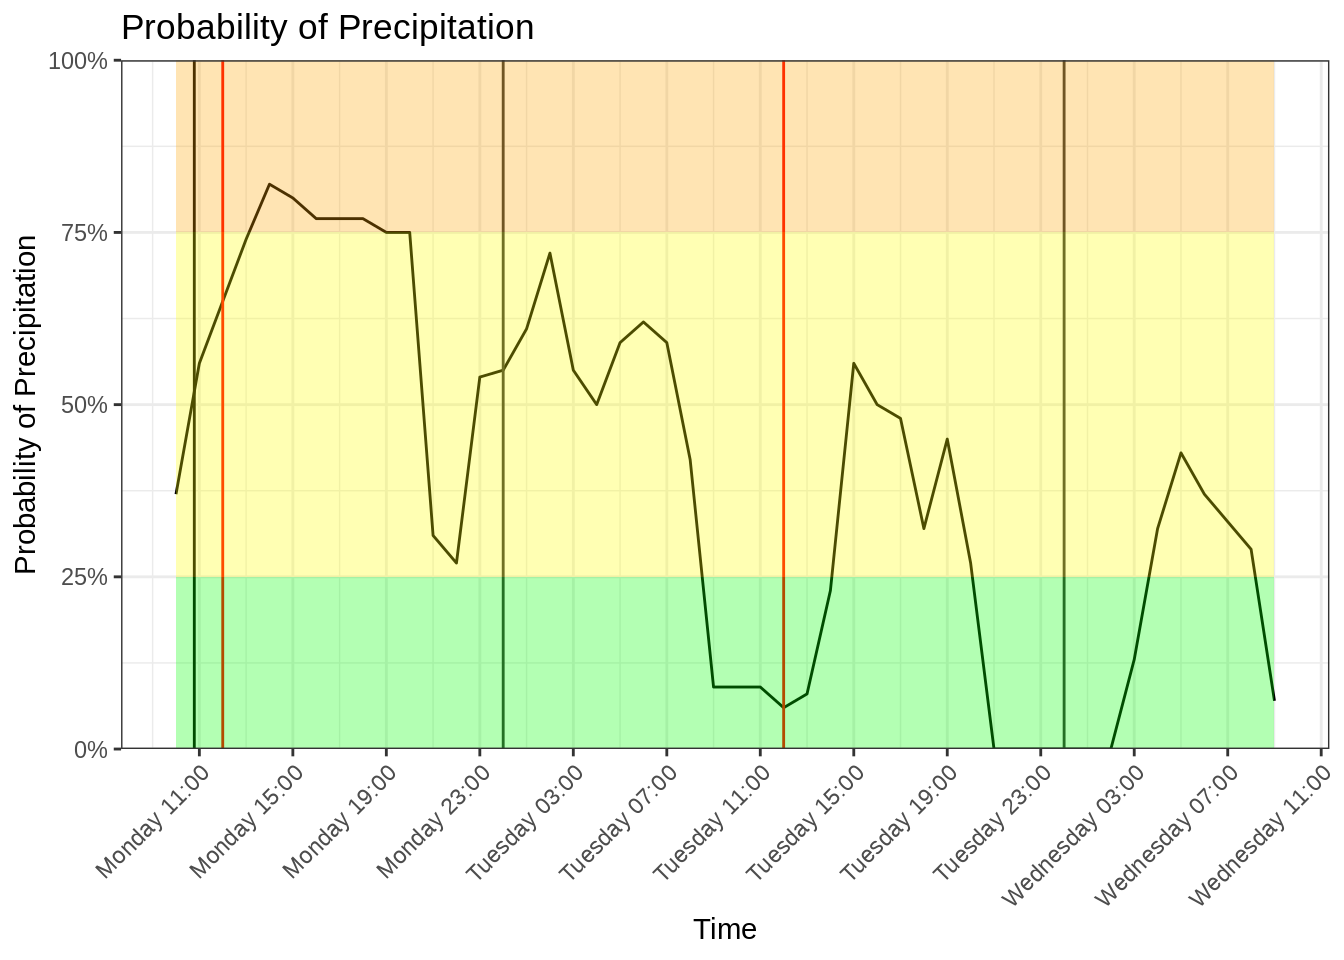 Probability of Precipitation
100%
75%
50%
25%
0%
Probability of Precipitation
Monday 11:00
Monday 15:00
Monday 19:00
Monday 23:00
Tuesday 03:00
Tuesday 07:00
Tuesday 11:00
Tuesday 15:00
Tuesday 19:00
Tuesday 23:00
Wednesday 03:00
Wednesday 07:00
Wednesday 11:00
Time